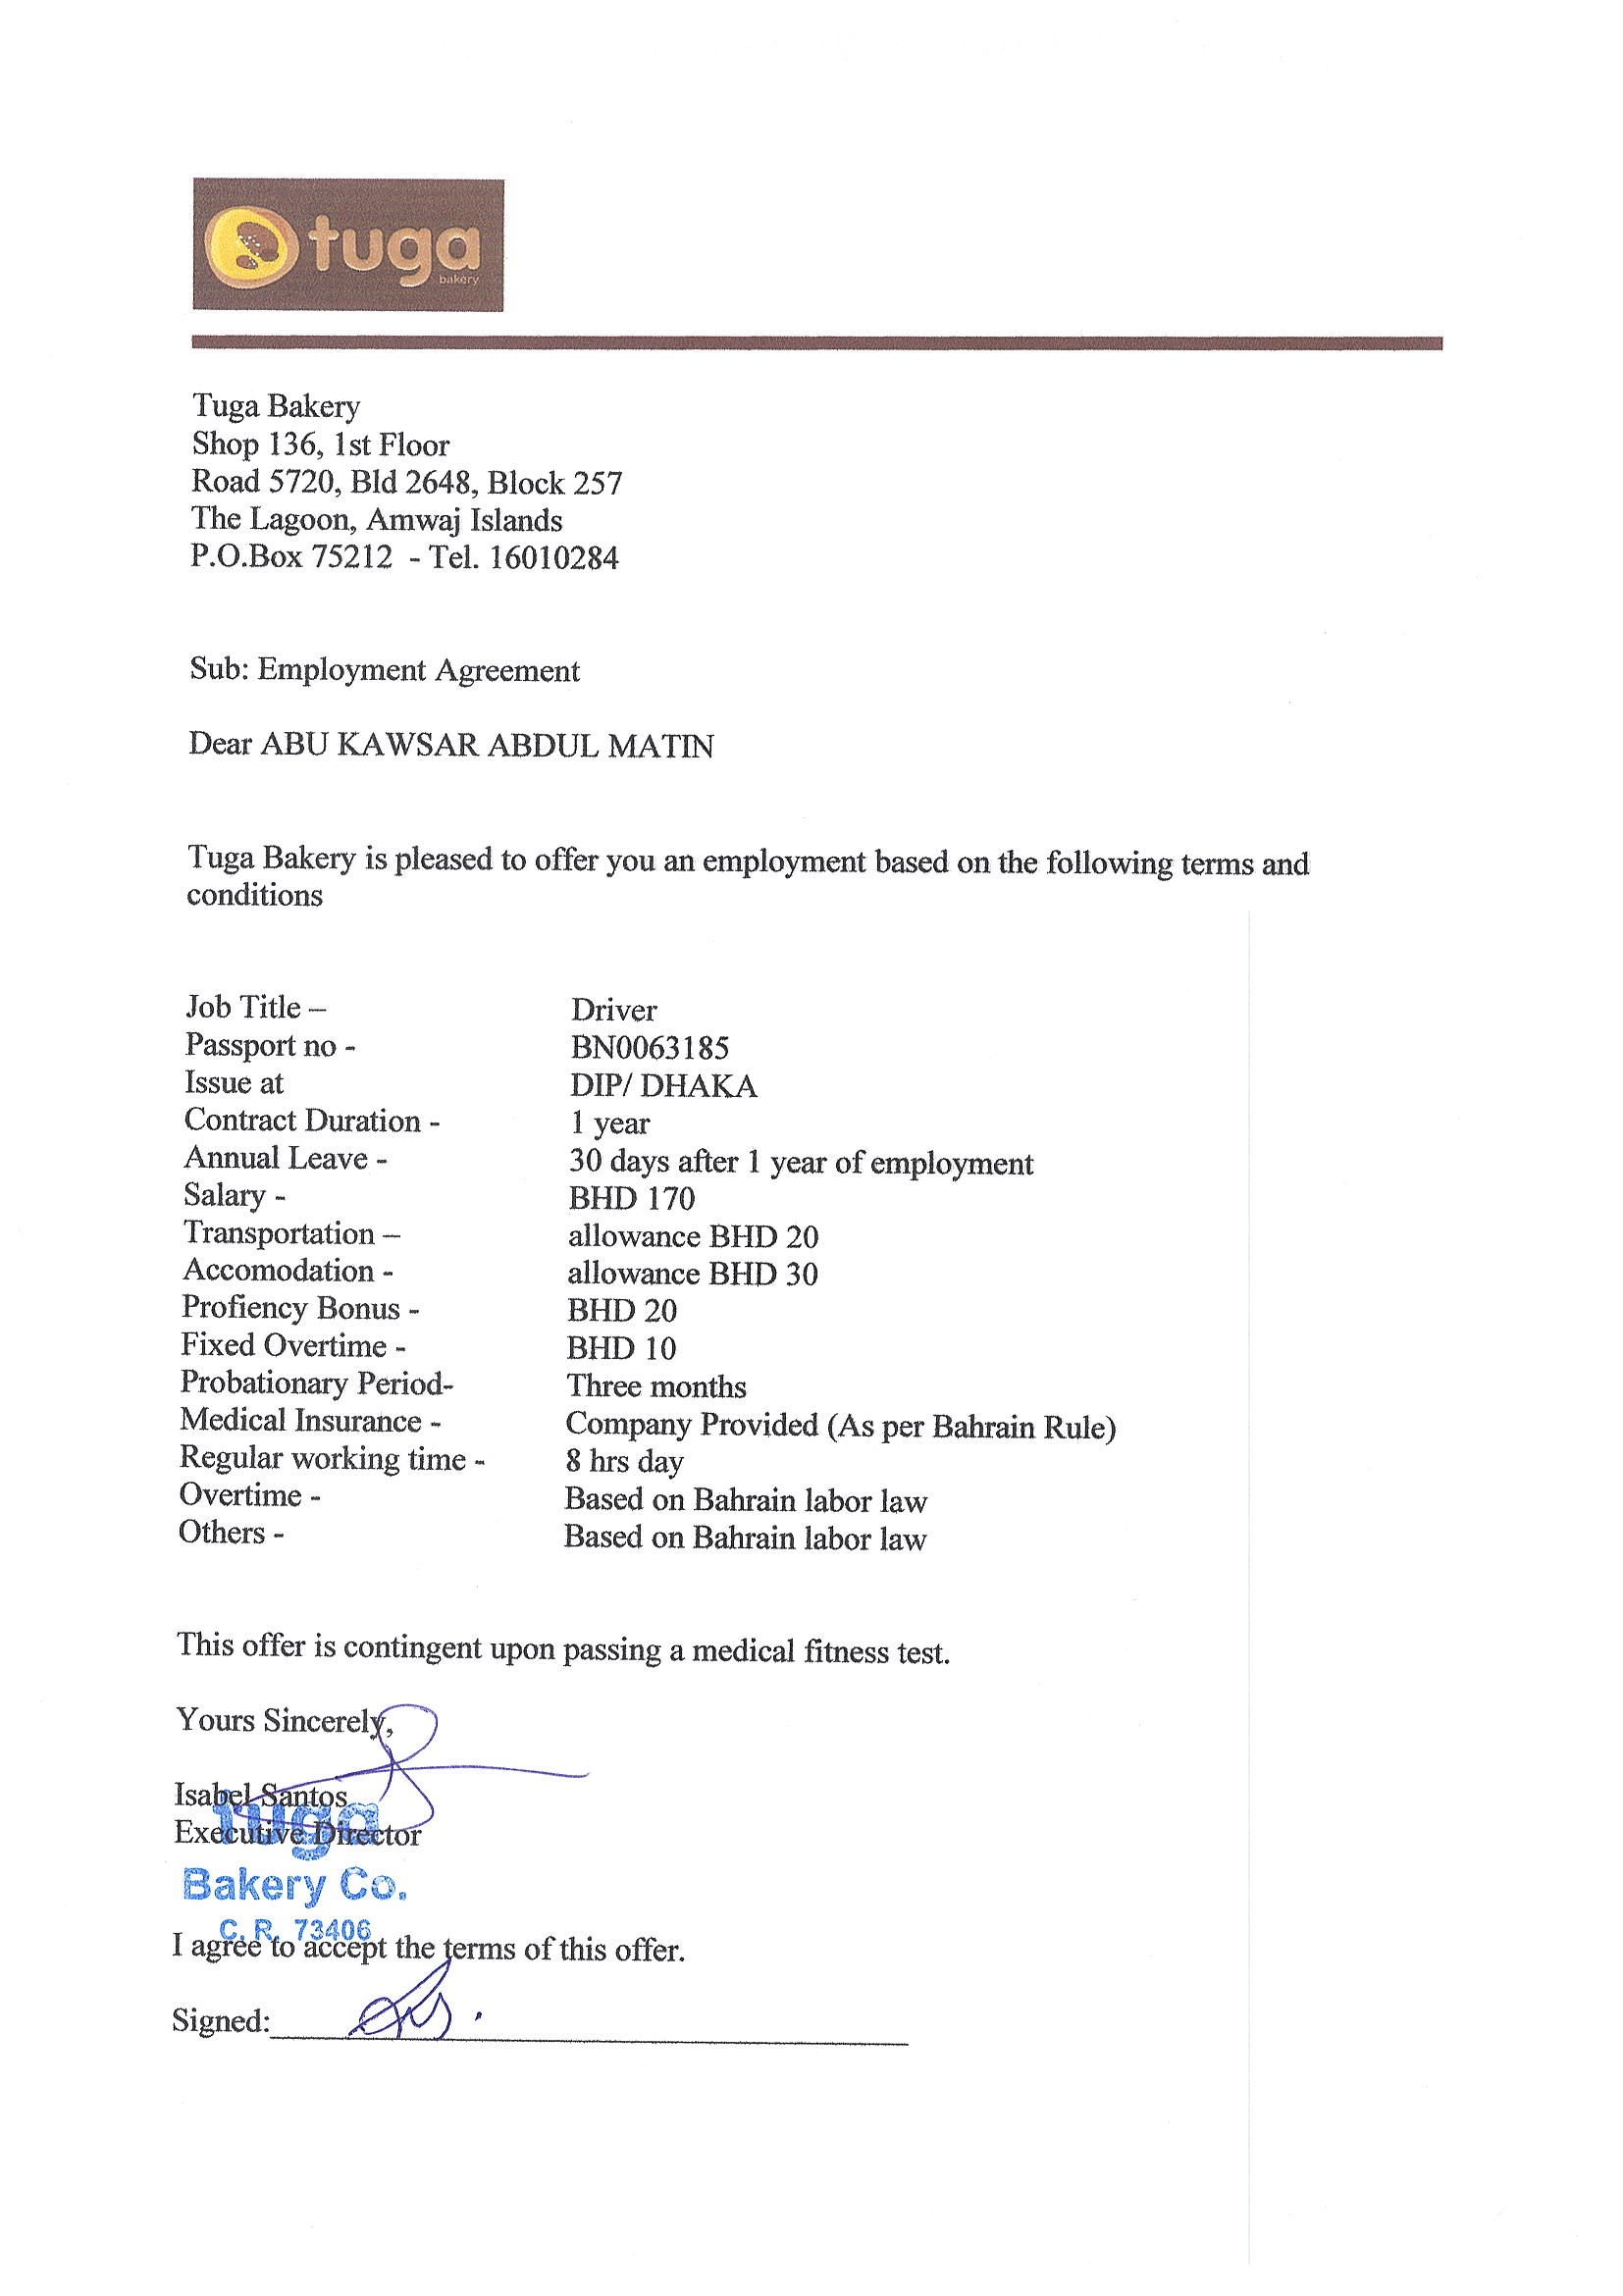 tuga
bakery
Tuga Bakery
Shop 136, 1st Floor
Road 5720, Bld 2648, Block 257
The Lagoon, Amwaj Islands
P.O.Box 75212 - Tel. 16010284
Sub: Employment Agreement
Dear ABU KAWSAR ABDUL MATIN
Tuga Bakery is pleased to offer you an employment based on the following terms and
conditions
Job Title – Driver
Passport no - BN0063185
Issue at DIP/ DHAKA
Contract Duration - 1 year
Annual Leave - 30 days after 1 year of employment
Salary - BHD 170
Transportation – allowance BHD 20
Accomodation - allowance BHD 30
Profiency Bonus - BHD 20
Fixed Overtime - BHD 10
Probationary Period- Three months
Medical Insurance - Company Provided (As per Bahrain Rule)
Regular working time - 8 hrs day
Overtime - Based on Bahrain labor law
Others - Based on Bahrain labor law
This offer is contingent upon passing a medical fitness test.
Yours Sincerely,
Isabel Santos
Executive Director
tuga
Bakery Co.
C. R. 73406
I agree to accept the terms of this offer.
Signed: